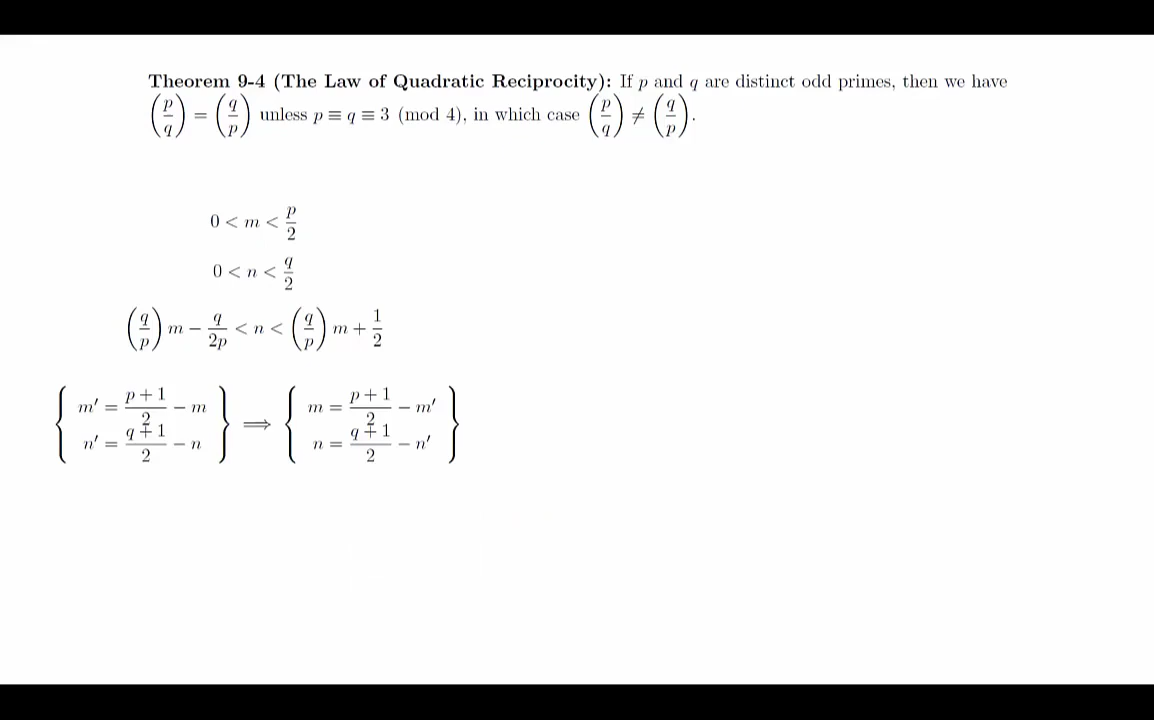 Theorem 9-4 (The Law of Quadratic Reciprocity): If p and q are distinct odd primes, then we have
(p/q) = (q/p) unless p ≡ q ≡ 3 (mod 4), in which case (p/q) ≠ (q/p).
0 < m < p/2
0 < n < q/2
(q/p) m − q/2p < n < (q/p) m + 1/2
{ m′ = (p + 1)/2 − m } ⟹ { m = (p + 1)/2 − m′ }
{ n′ = (q + 1)/2 − n } { n = (q + 1)/2 − n′ }